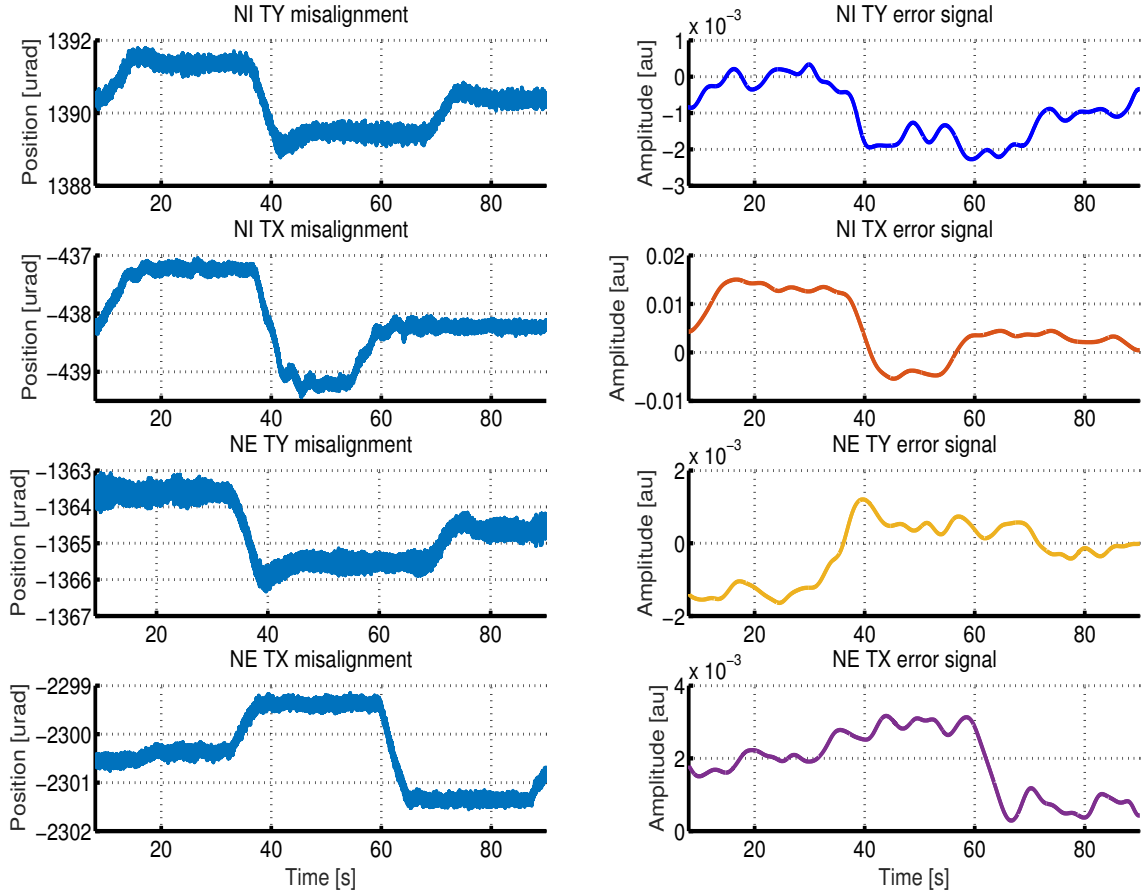 NI TY misalignment
Position [urad]
1392
1390
1388
20 40 60 80
NI TY error signal
x 10⁻³
Amplitude [au]
1
0
−1
−2
−3
20 40 60 80
NI TX misalignment
Position [urad]
−437
−438
−439
20 40 60 80
NI TX error signal
Amplitude [au]
0.02
0.01
0
−0.01
20 40 60 80
NE TY misalignment
Position [urad]
−1363
−1364
−1365
−1366
−1367
20 40 60 80
NE TY error signal
x 10⁻³
Amplitude [au]
2
0
−2
20 40 60 80
NE TX misalignment
Position [urad]
−2299
−2300
−2301
−2302
20 40 60 80
Time [s]
NE TX error signal
x 10⁻³
Amplitude [au]
4
2
0
20 40 60 80
Time [s]